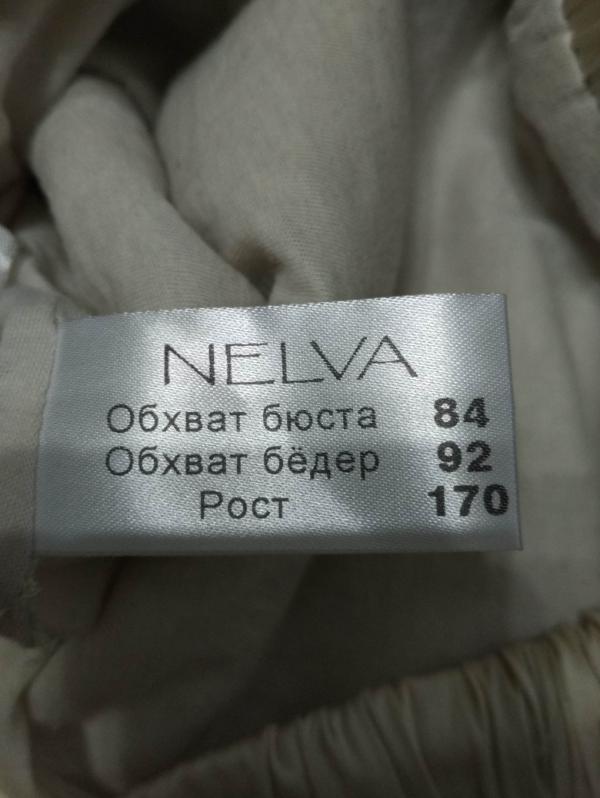 NELVA
Обхват бюста 84
Обхват бёдер 92
Рост 170